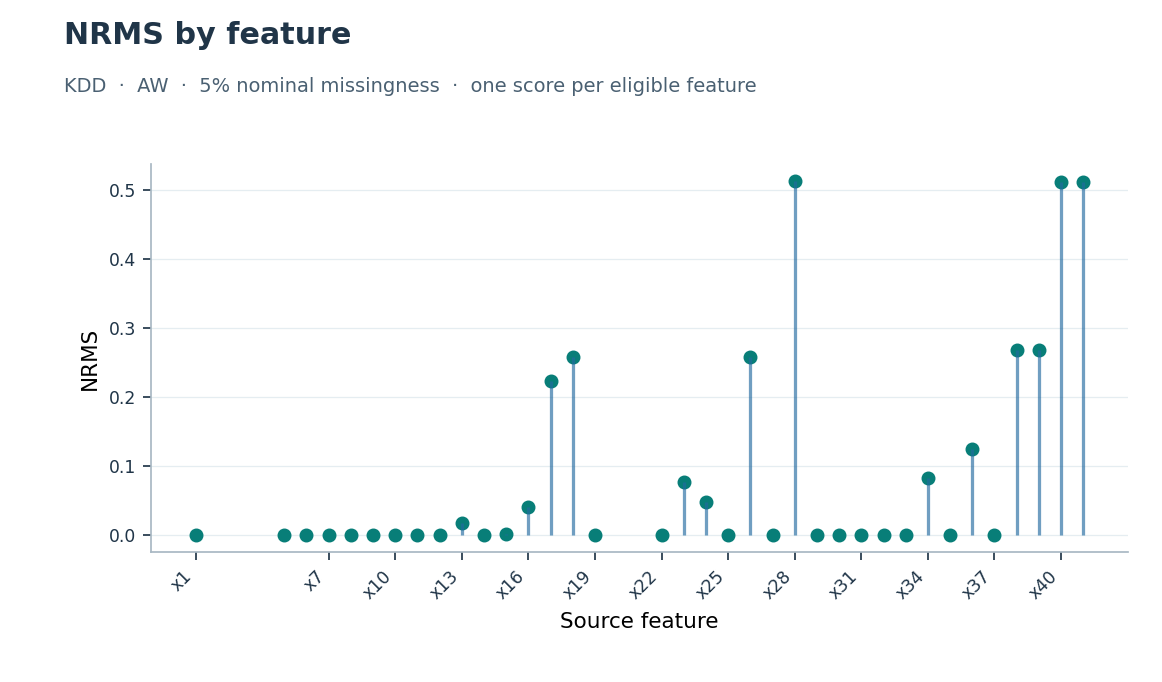 NRMS by feature
KDD · AW · 5% nominal missingness · one score per eligible feature
NRMS
0.5
0.4
0.3
0.2
0.1
0.0
x1 x7 x10 x13 x16 x19 x22 x25 x28 x31 x34 x37 x40
Source feature